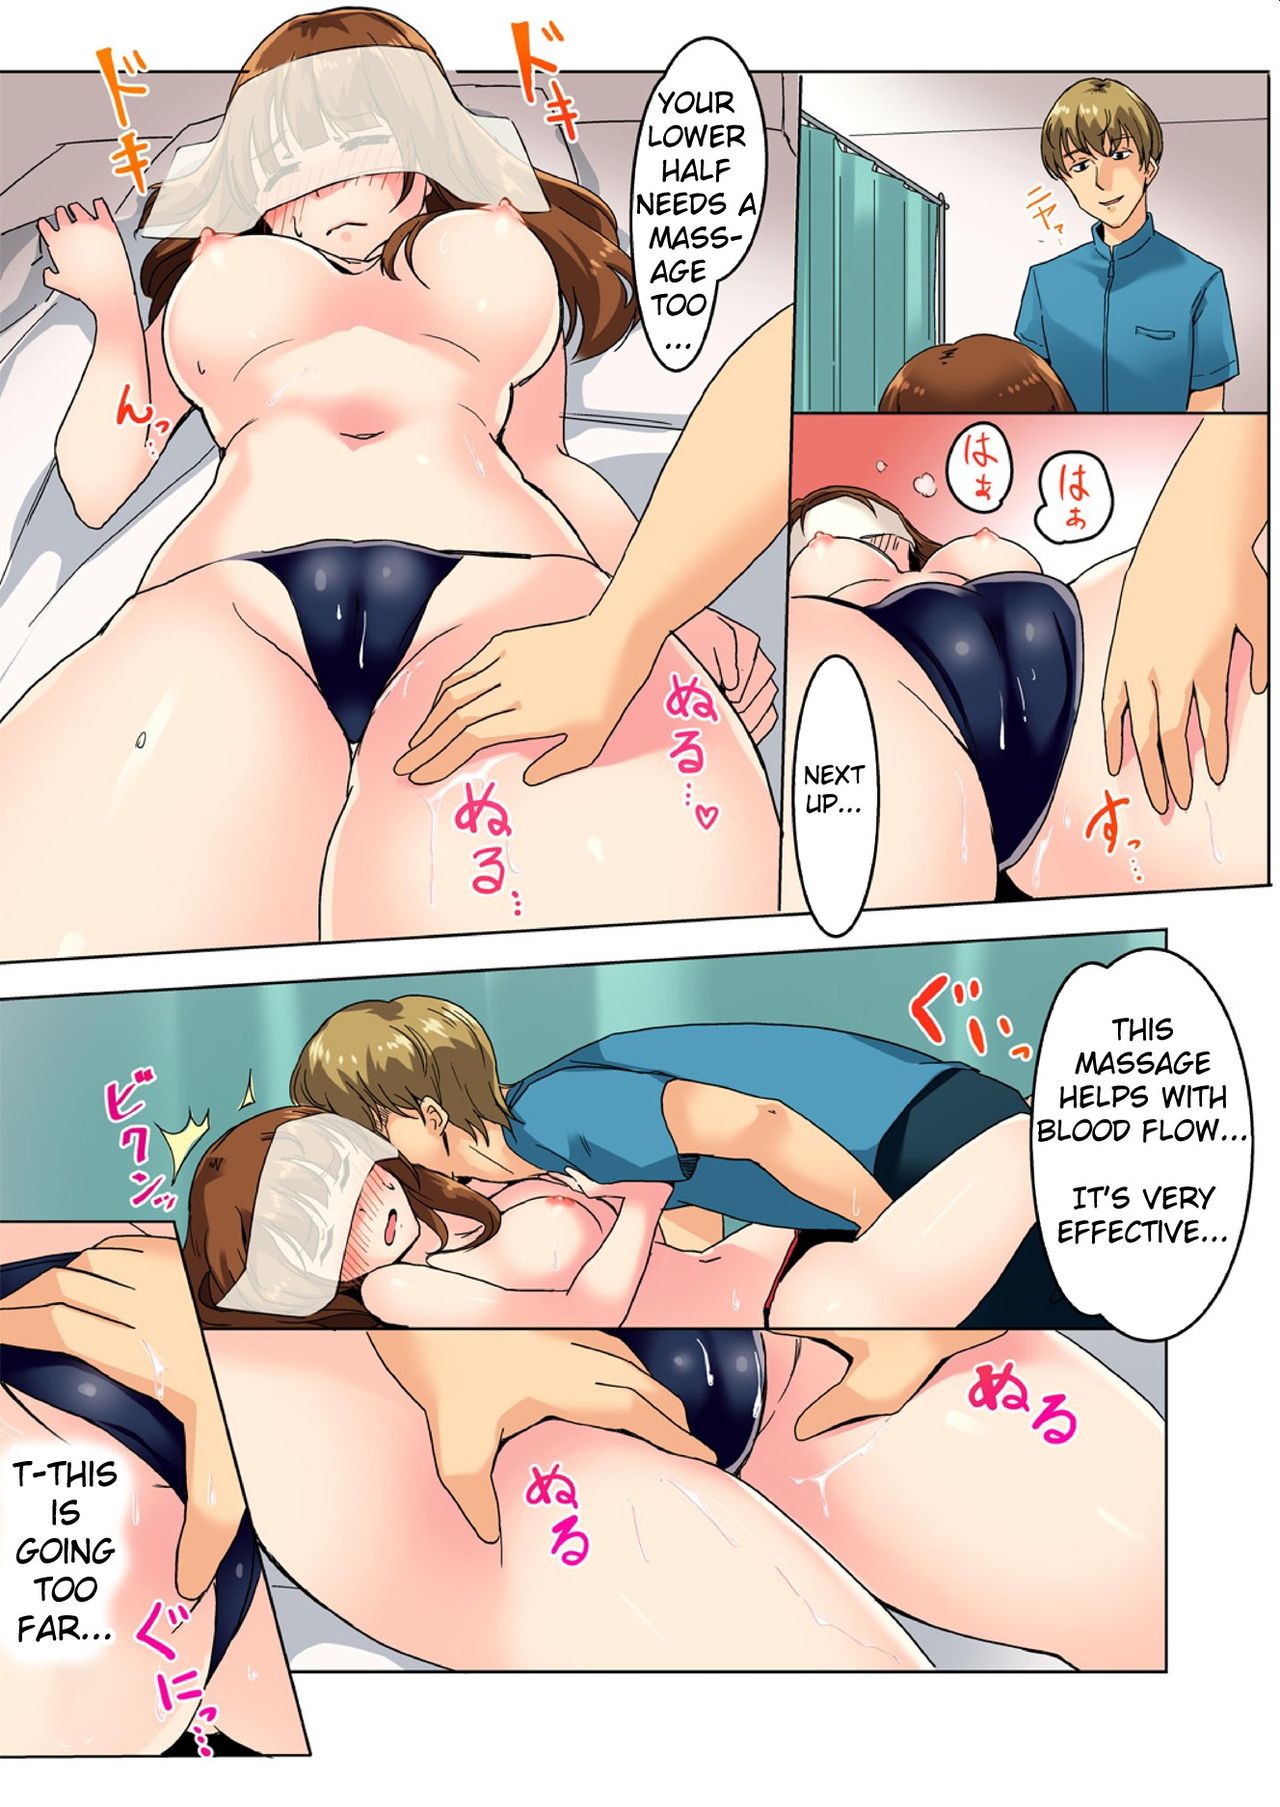 ニヤァ
YOUR
LOWER
HALF
NEEDS A
MASS-
AGE
TOO
...
ドキ
ドキ
んっ…
ぬる…♡
ぬる…
はぁ
はぁ
NEXT
UP...
すっ…
THIS
MASSAGE
HELPS WITH
BLOOD FLOW...
IT'S VERY
EFFECTIVE...
ぐいっ
ビクンッ
ぬる
ぬる
T-THIS
IS
GOING
TOO
FAR...
ぐにっ…